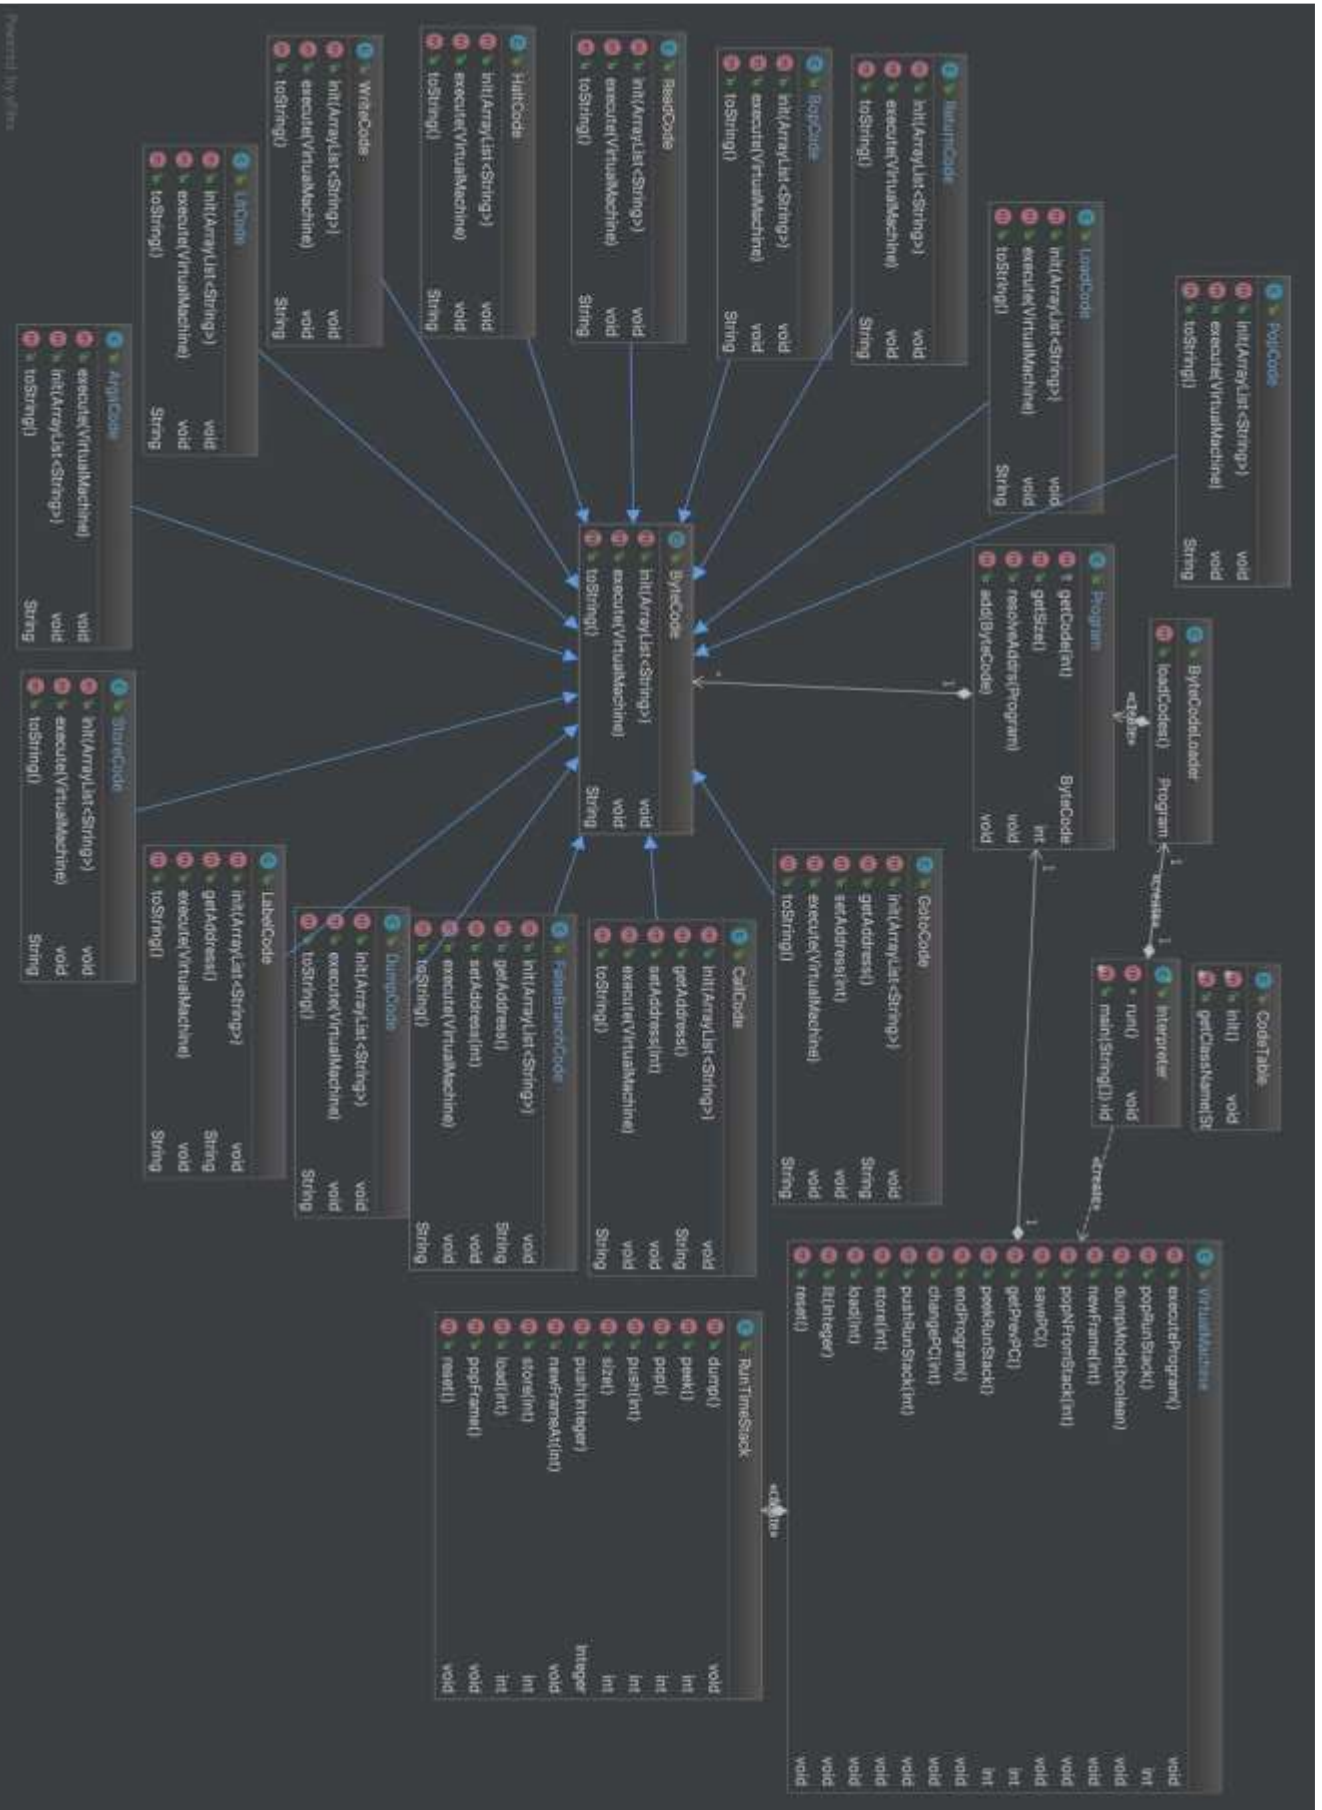 PopCode
init(ArrayList<String>) void
execute(VirtualMachine) void
toString() String
CodeTable
init() void
getClassName(St
ByteCodeLoader
loadCodes() Program
VirtualMachine
executeProgram() void
popRunStack() int
dumpMode(boolean) void
newFrame(int) void
popNFromStack(int) void
savePC() void
getPrevPC() int
peekRunStack() int
endProgram() void
changePC(int) void
pushRunStack(int) void
store(int) void
load(int) void
lit(Integer) void
reset() void
1
«create»
1
Interpreter
run() void
main(String[]) id
«create»
«create»
LoadCode
init(ArrayList<String>) void
execute(VirtualMachine) void
toString() String
Program
getCode(int) ByteCode
getSize() int
resolveAddrs(Program) void
add(ByteCode) void
1
1
1
*
ReturnCode
init(ArrayList<String>) void
execute(VirtualMachine) void
toString() String
GotoCode
init(ArrayList<String>) void
getAddress() String
setAddress(int) void
execute(VirtualMachine) void
toString() String
BopCode
init(ArrayList<String>) void
execute(VirtualMachine) void
toString() String
«create»
CallCode
init(ArrayList<String>) void
getAddress() String
setAddress(int) void
execute(VirtualMachine) void
toString() String
RunTimeStack
dump() void
peek() int
pop() int
push(int) int
size() int
push(Integer) Integer
newFrameAt(int) void
store(int) int
load(int) int
popFrame() void
reset() void
ReadCode
init(ArrayList<String>) void
execute(VirtualMachine) void
toString() String
ByteCode
init(ArrayList<String>) void
execute(VirtualMachine) void
toString() String
FalseBranchCode
init(ArrayList<String>) void
getAddress() String
setAddress(int) void
execute(VirtualMachine) void
toString() String
HaltCode
init(ArrayList<String>) void
execute(VirtualMachine) void
toString() String
DumpCode
init(ArrayList<String>) void
execute(VirtualMachine) void
toString() String
WriteCode
init(ArrayList<String>) void
execute(VirtualMachine) void
toString() String
LabelCode
init(ArrayList<String>) void
getAddress() String
execute(VirtualMachine) void
toString() String
LitCode
init(ArrayList<String>) void
execute(VirtualMachine) void
toString() String
ArgsCode
execute(VirtualMachine) void
init(ArrayList<String>) void
toString() String
StoreCode
init(ArrayList<String>) void
execute(VirtualMachine) void
toString() String
Powered by yFiles